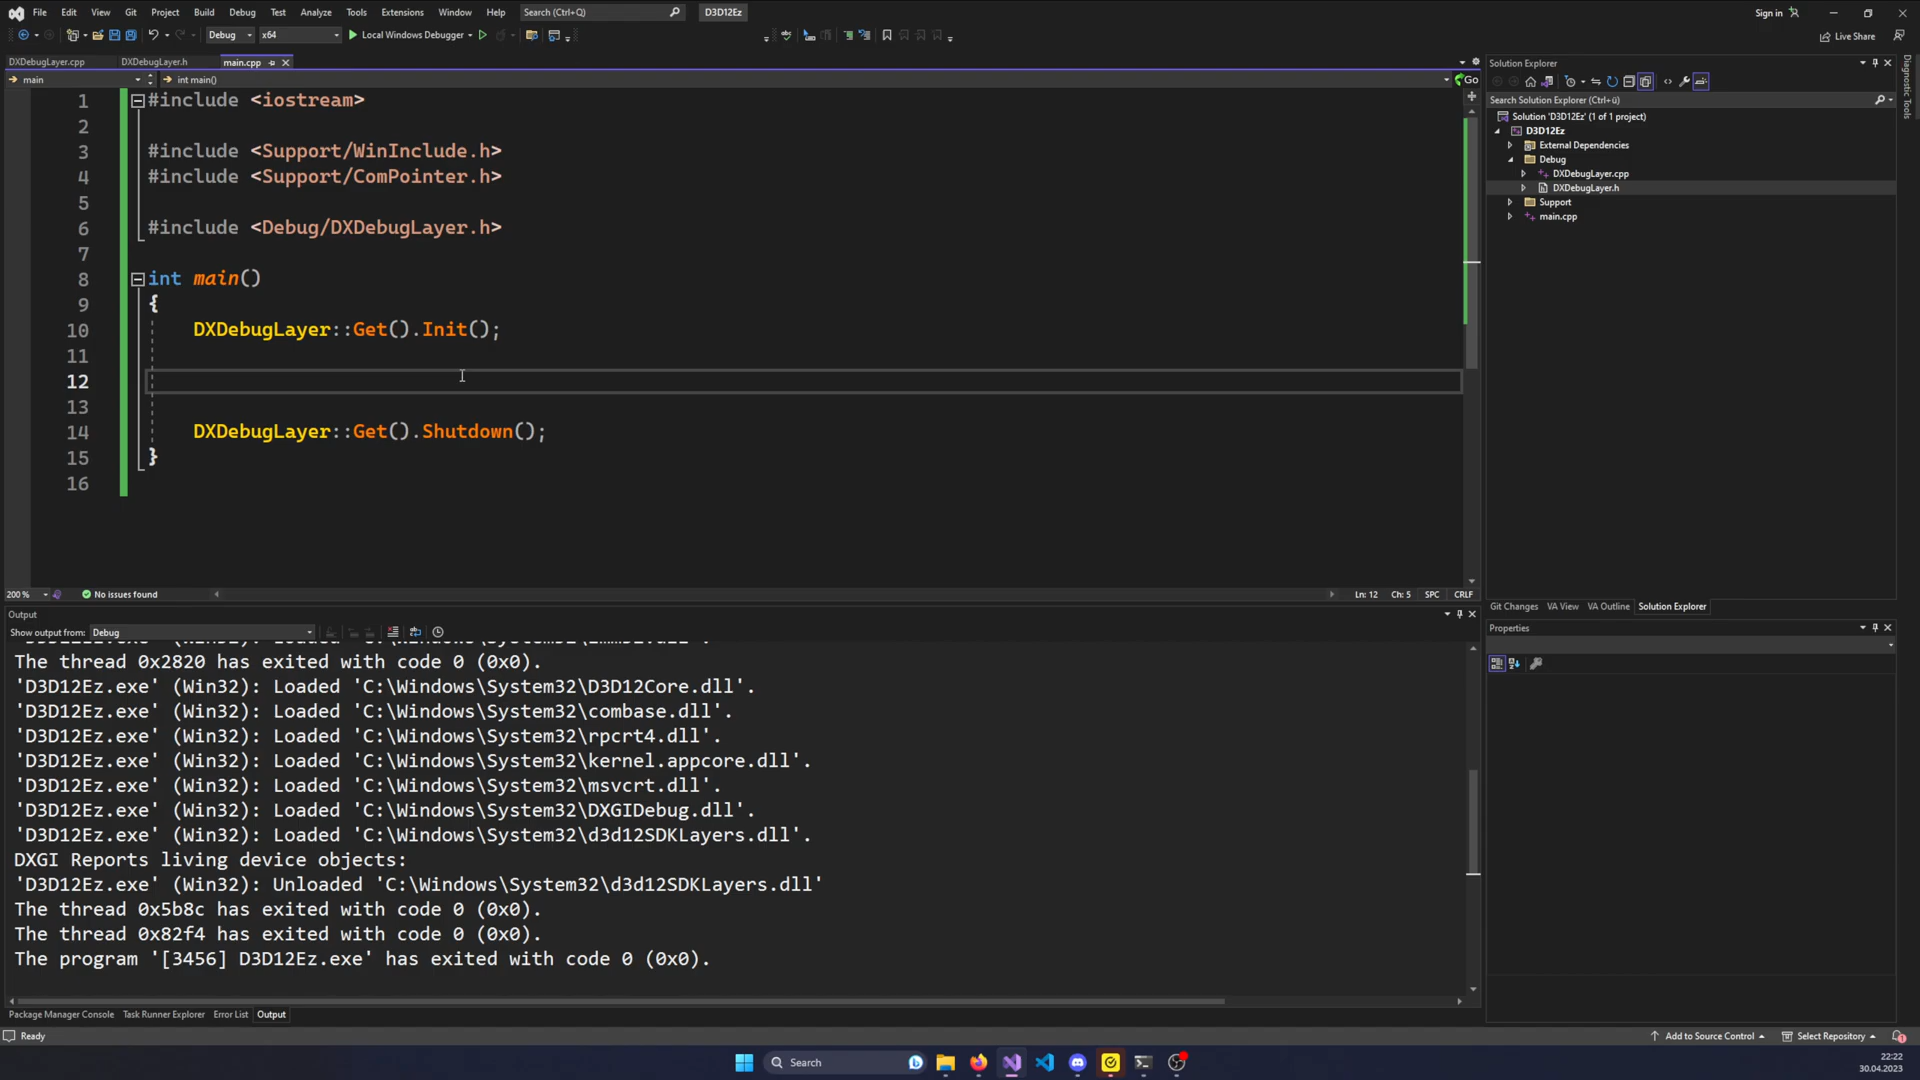 File Edit View Git Project Build Debug Test Analyze Tools Extensions Window Help Search (Ctrl+Q) D3D12Ez Sign in
Debug x64 Local Windows Debugger Live Share
DXDebugLayer.cpp DXDebugLayer.h main.cpp
main int main() Go
1 #include <iostream>
2
3 #include <Support/WinInclude.h>
4 #include <Support/ComPointer.h>
5
6 #include <Debug/DXDebugLayer.h>
7
8 int main()
9 {
10 DXDebugLayer::Get().Init();
11
12
13
14 DXDebugLayer::Get().Shutdown();
15 }
16
200 % No issues found Ln: 12 Ch: 5 SPC CRLF
Output
Show output from: Debug
The thread 0x2820 has exited with code 0 (0x0).
'D3D12Ez.exe' (Win32): Loaded 'C:\Windows\System32\D3D12Core.dll'.
'D3D12Ez.exe' (Win32): Loaded 'C:\Windows\System32\combase.dll'.
'D3D12Ez.exe' (Win32): Loaded 'C:\Windows\System32\rpcrt4.dll'.
'D3D12Ez.exe' (Win32): Loaded 'C:\Windows\System32\kernel.appcore.dll'.
'D3D12Ez.exe' (Win32): Loaded 'C:\Windows\System32\msvcrt.dll'.
'D3D12Ez.exe' (Win32): Loaded 'C:\Windows\System32\DXGIDebug.dll'.
'D3D12Ez.exe' (Win32): Loaded 'C:\Windows\System32\d3d12SDKLayers.dll'.
DXGI Reports living device objects:
'D3D12Ez.exe' (Win32): Unloaded 'C:\Windows\System32\d3d12SDKLayers.dll'
The thread 0x5b8c has exited with code 0 (0x0).
The thread 0x82f4 has exited with code 0 (0x0).
The program '[3456] D3D12Ez.exe' has exited with code 0 (0x0).
Package Manager Console Task Runner Explorer Error List Output
Solution Explorer
Search Solution Explorer (Ctrl+ü)
Solution 'D3D12Ez' (1 of 1 project)
D3D12Ez
External Dependencies
Debug
DXDebugLayer.cpp
DXDebugLayer.h
Support
main.cpp
Git Changes VA View VA Outline Solution Explorer
Properties
Diagnostic Tools
Ready Add to Source Control Select Repository
Search
22:22
30.04.2023